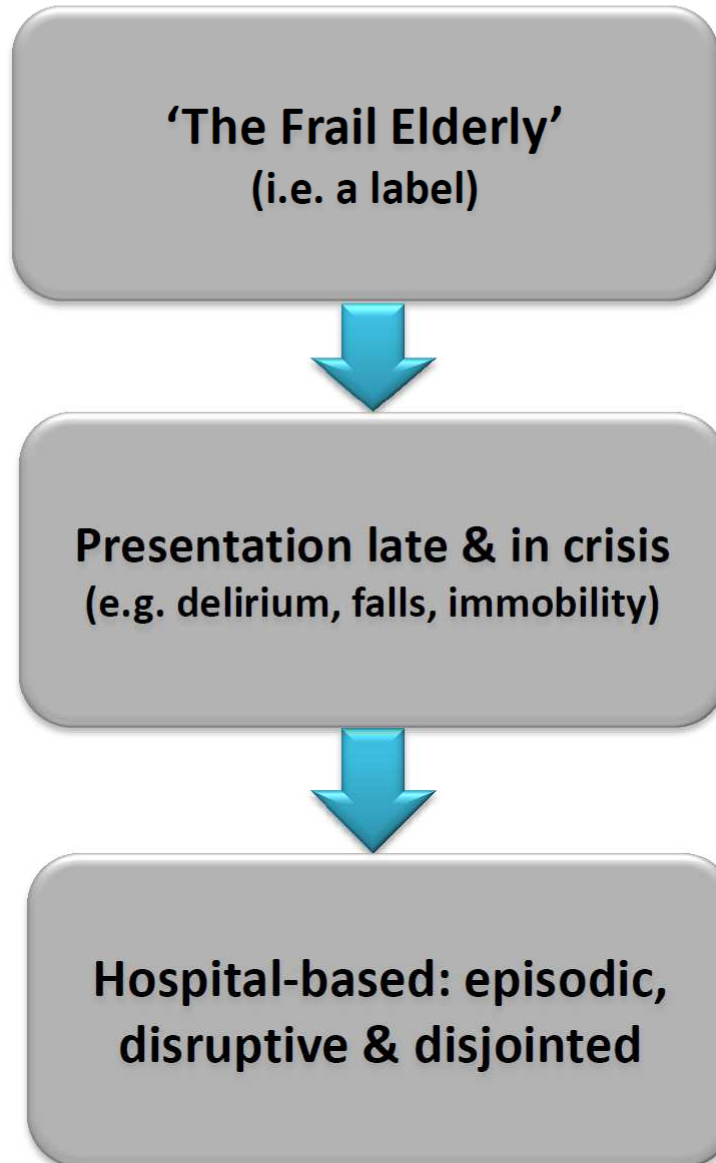 ‘The Frail Elderly’
(i.e. a label)
Presentation late & in crisis
(e.g. delirium, falls, immobility)
Hospital-based: episodic,
disruptive & disjointed